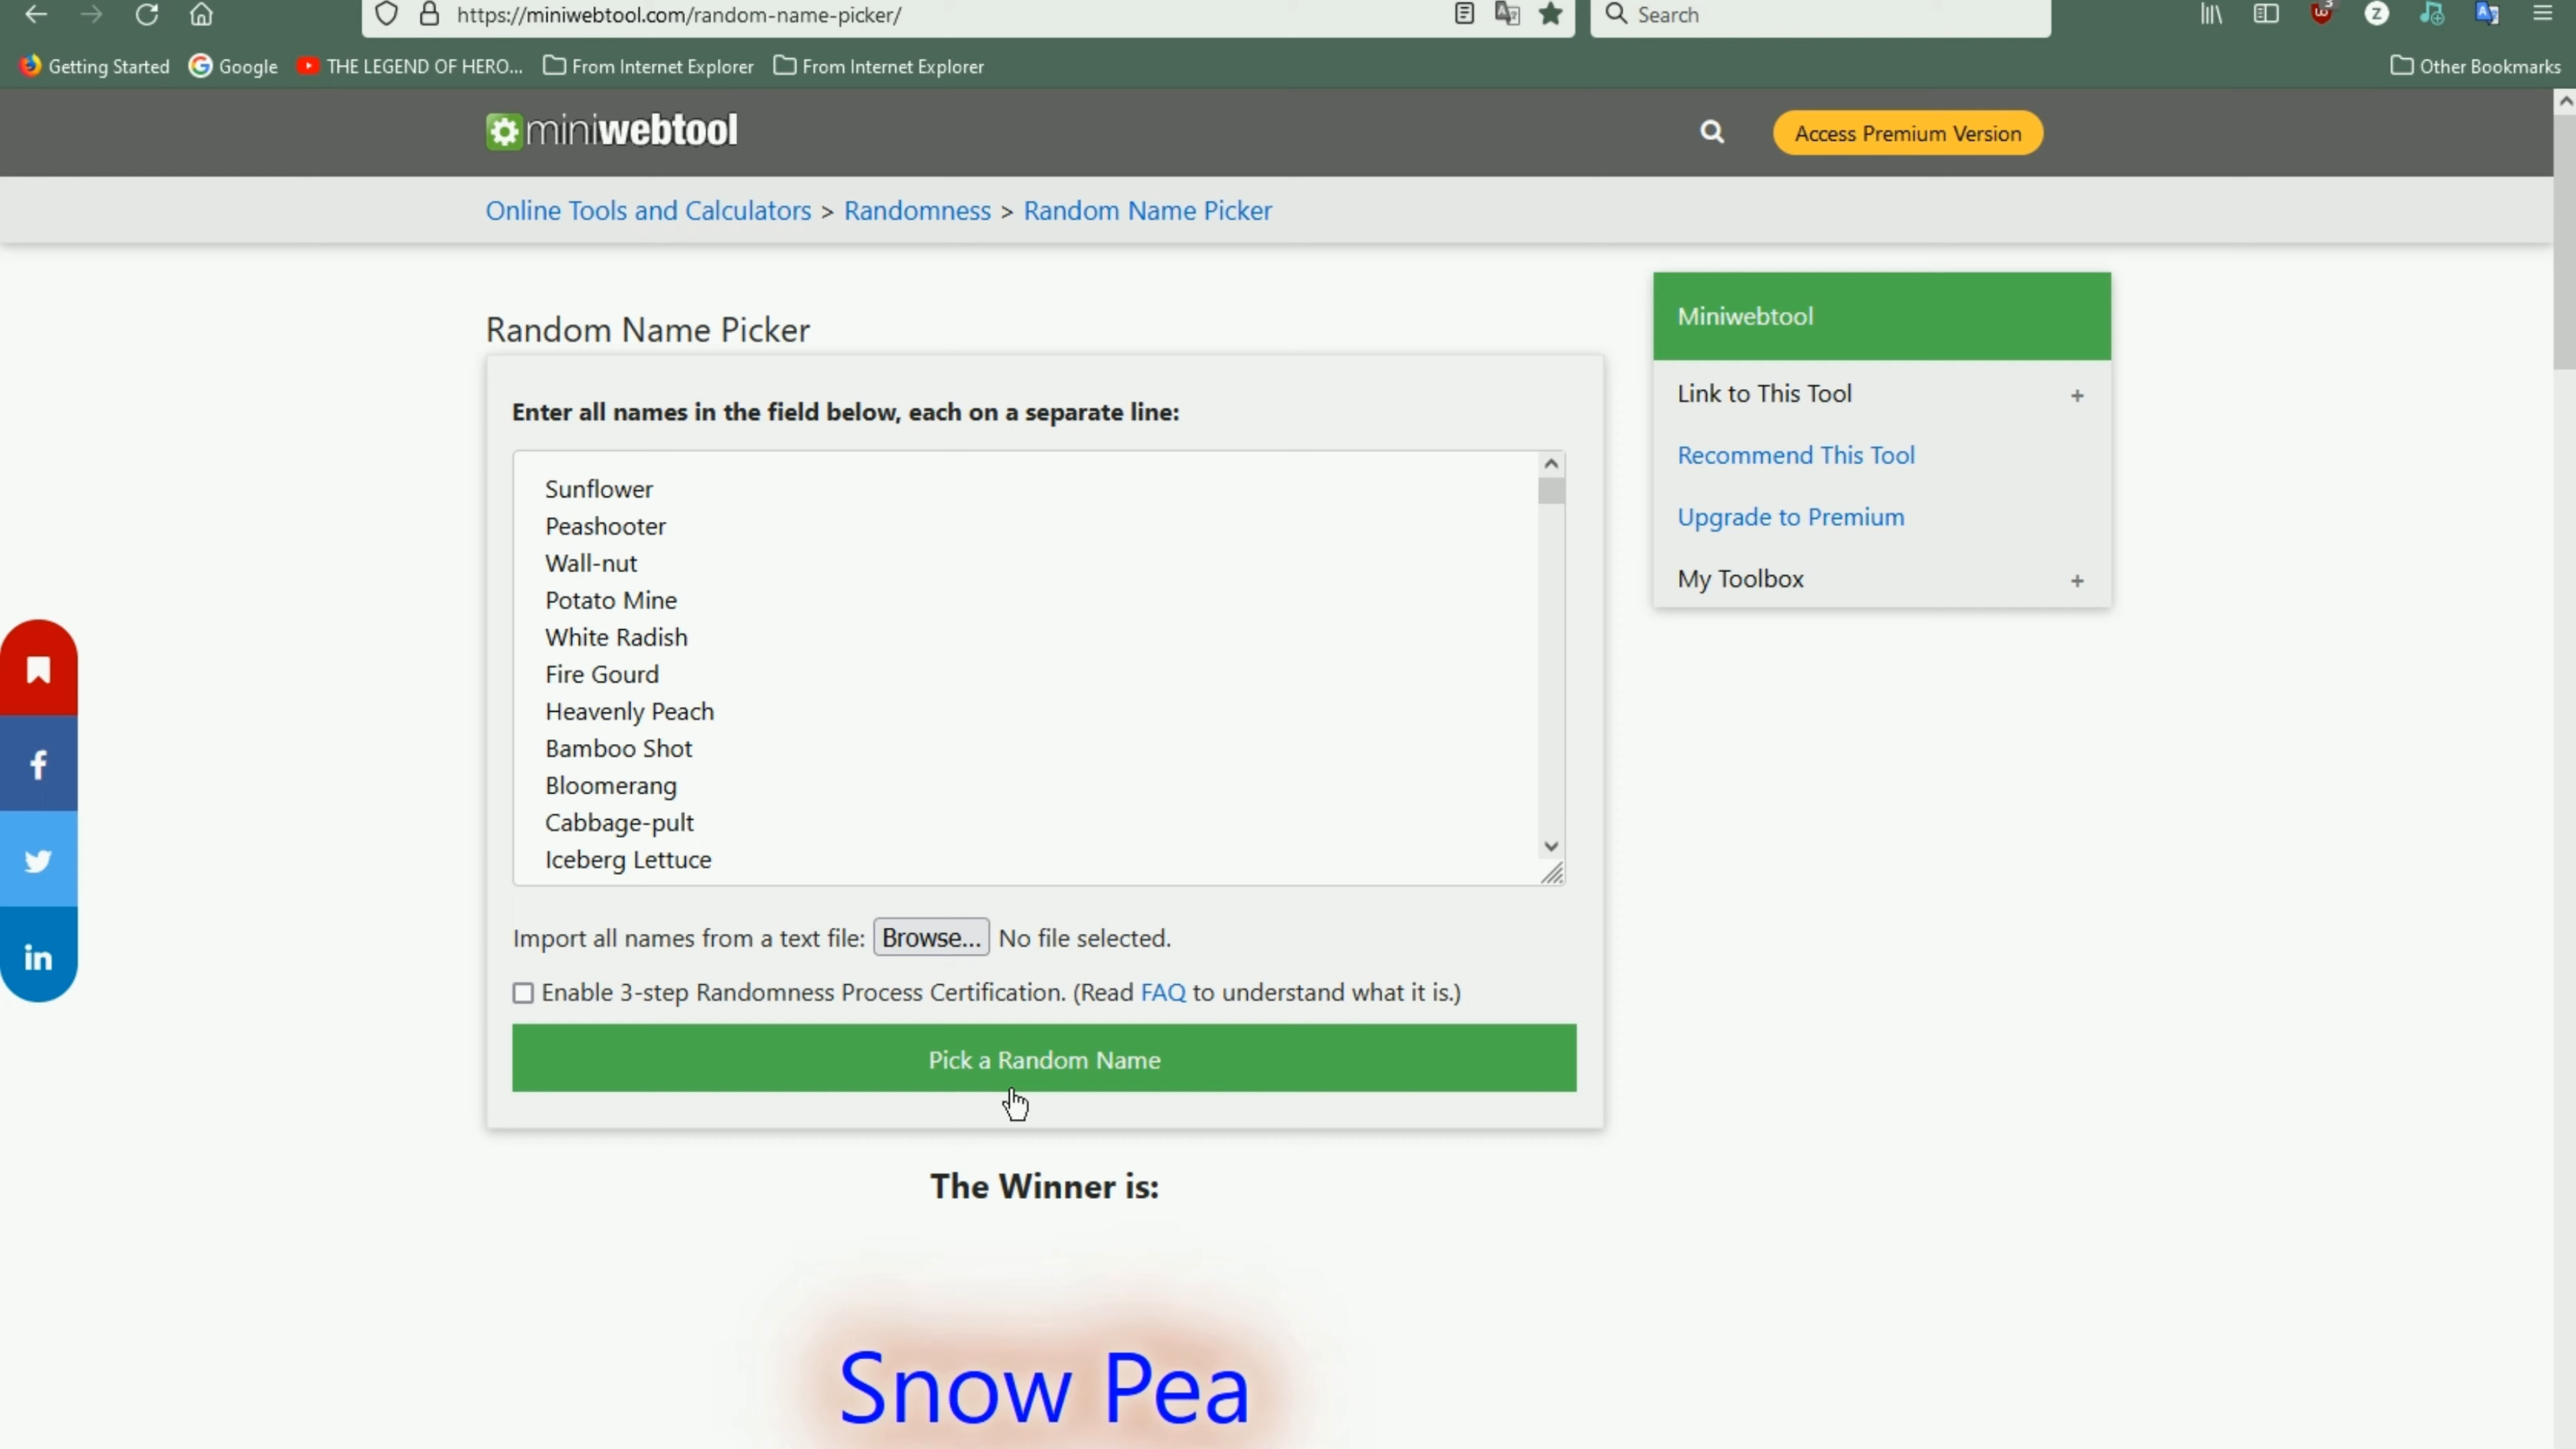 https://miniwebtool.com/random-name-picker/
Search
3
Z
Getting Started
Google
THE LEGEND OF HERO...
From Internet Explorer
From Internet Explorer
Other Bookmarks
miniwebtool
Access Premium Version
Online Tools and Calculators > Randomness > Random Name Picker
Random Name Picker
Enter all names in the field below, each on a separate line:
Sunflower
Peashooter
Wall-nut
Potato Mine
White Radish
Fire Gourd
Heavenly Peach
Bamboo Shot
Bloomerang
Cabbage-pult
Iceberg Lettuce
Import all names from a text file: Browse... No file selected.
Enable 3-step Randomness Process Certification. (Read FAQ to understand what it is.)
Pick a Random Name
The Winner is:
Snow Pea
Miniwebtool
Link to This Tool +
Recommend This Tool
Upgrade to Premium
My Toolbox +
f
in